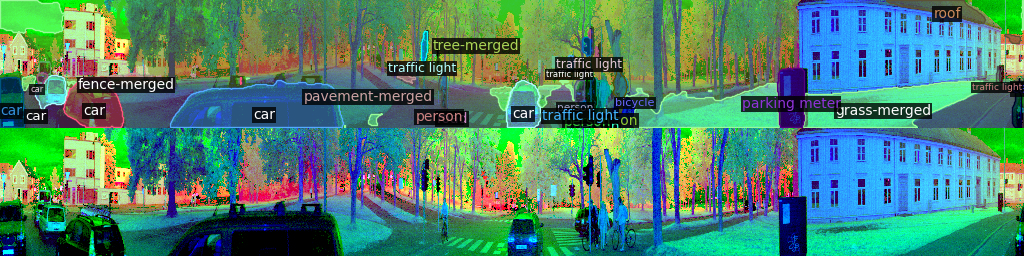 roof
tree-merged
traffic light
traffic light
traffic light
fence-merged
car
traffic light
pavement-merged
car
bicycle
parking meter
person
car
car
grass-merged
car
car
car
traffic light
person